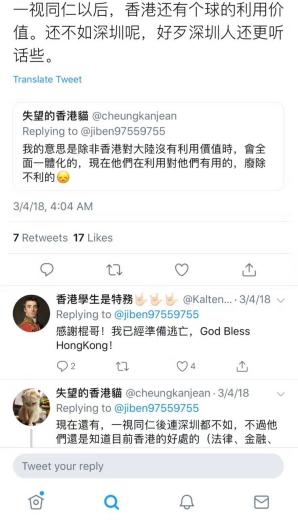 一视同仁以后，香港还有个球的利用价
值。还不如深圳呢，好歹深圳人还更听
话些。
Translate Tweet
失望的香港貓 @cheungkanjean
Replying to @jiben97559755
我的意思是除非香港對大陸沒有利用價值時，會全
面一體化的，現在他們在利用對他們有用的，廢除
不利的😞
3/4/18, 4:04 AM
7 Retweets 17 Likes
香港學生是特務🤟🏻🤟🏻🤟🏻 @Kalten... · 3/4/18
Replying to @jiben97559755
感謝棍哥！我已經準備逃亡，God Bless
HongKong！
2 4
失望的香港貓 @cheungkanjean · 3/4/18
Replying to @jiben97559755
現在還有，一視同仁後連深圳都不如，不過他
們還是知道目前香港的好處的（法律、金融、
Tweet your reply